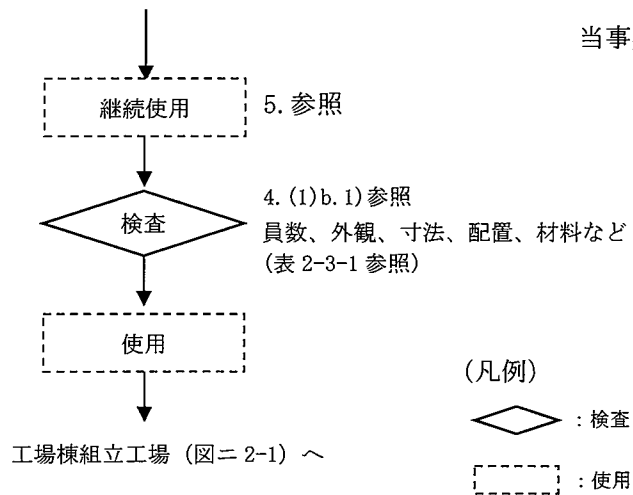 当事
継続使用
5. 参照
検査
4. (1)b. 1)参照
員数、外観、寸法、配置、材料など
(表 2-3-1 参照)
使用
工場棟組立工場 (図ニ 2-1) へ
(凡例)
: 検査
: 使用